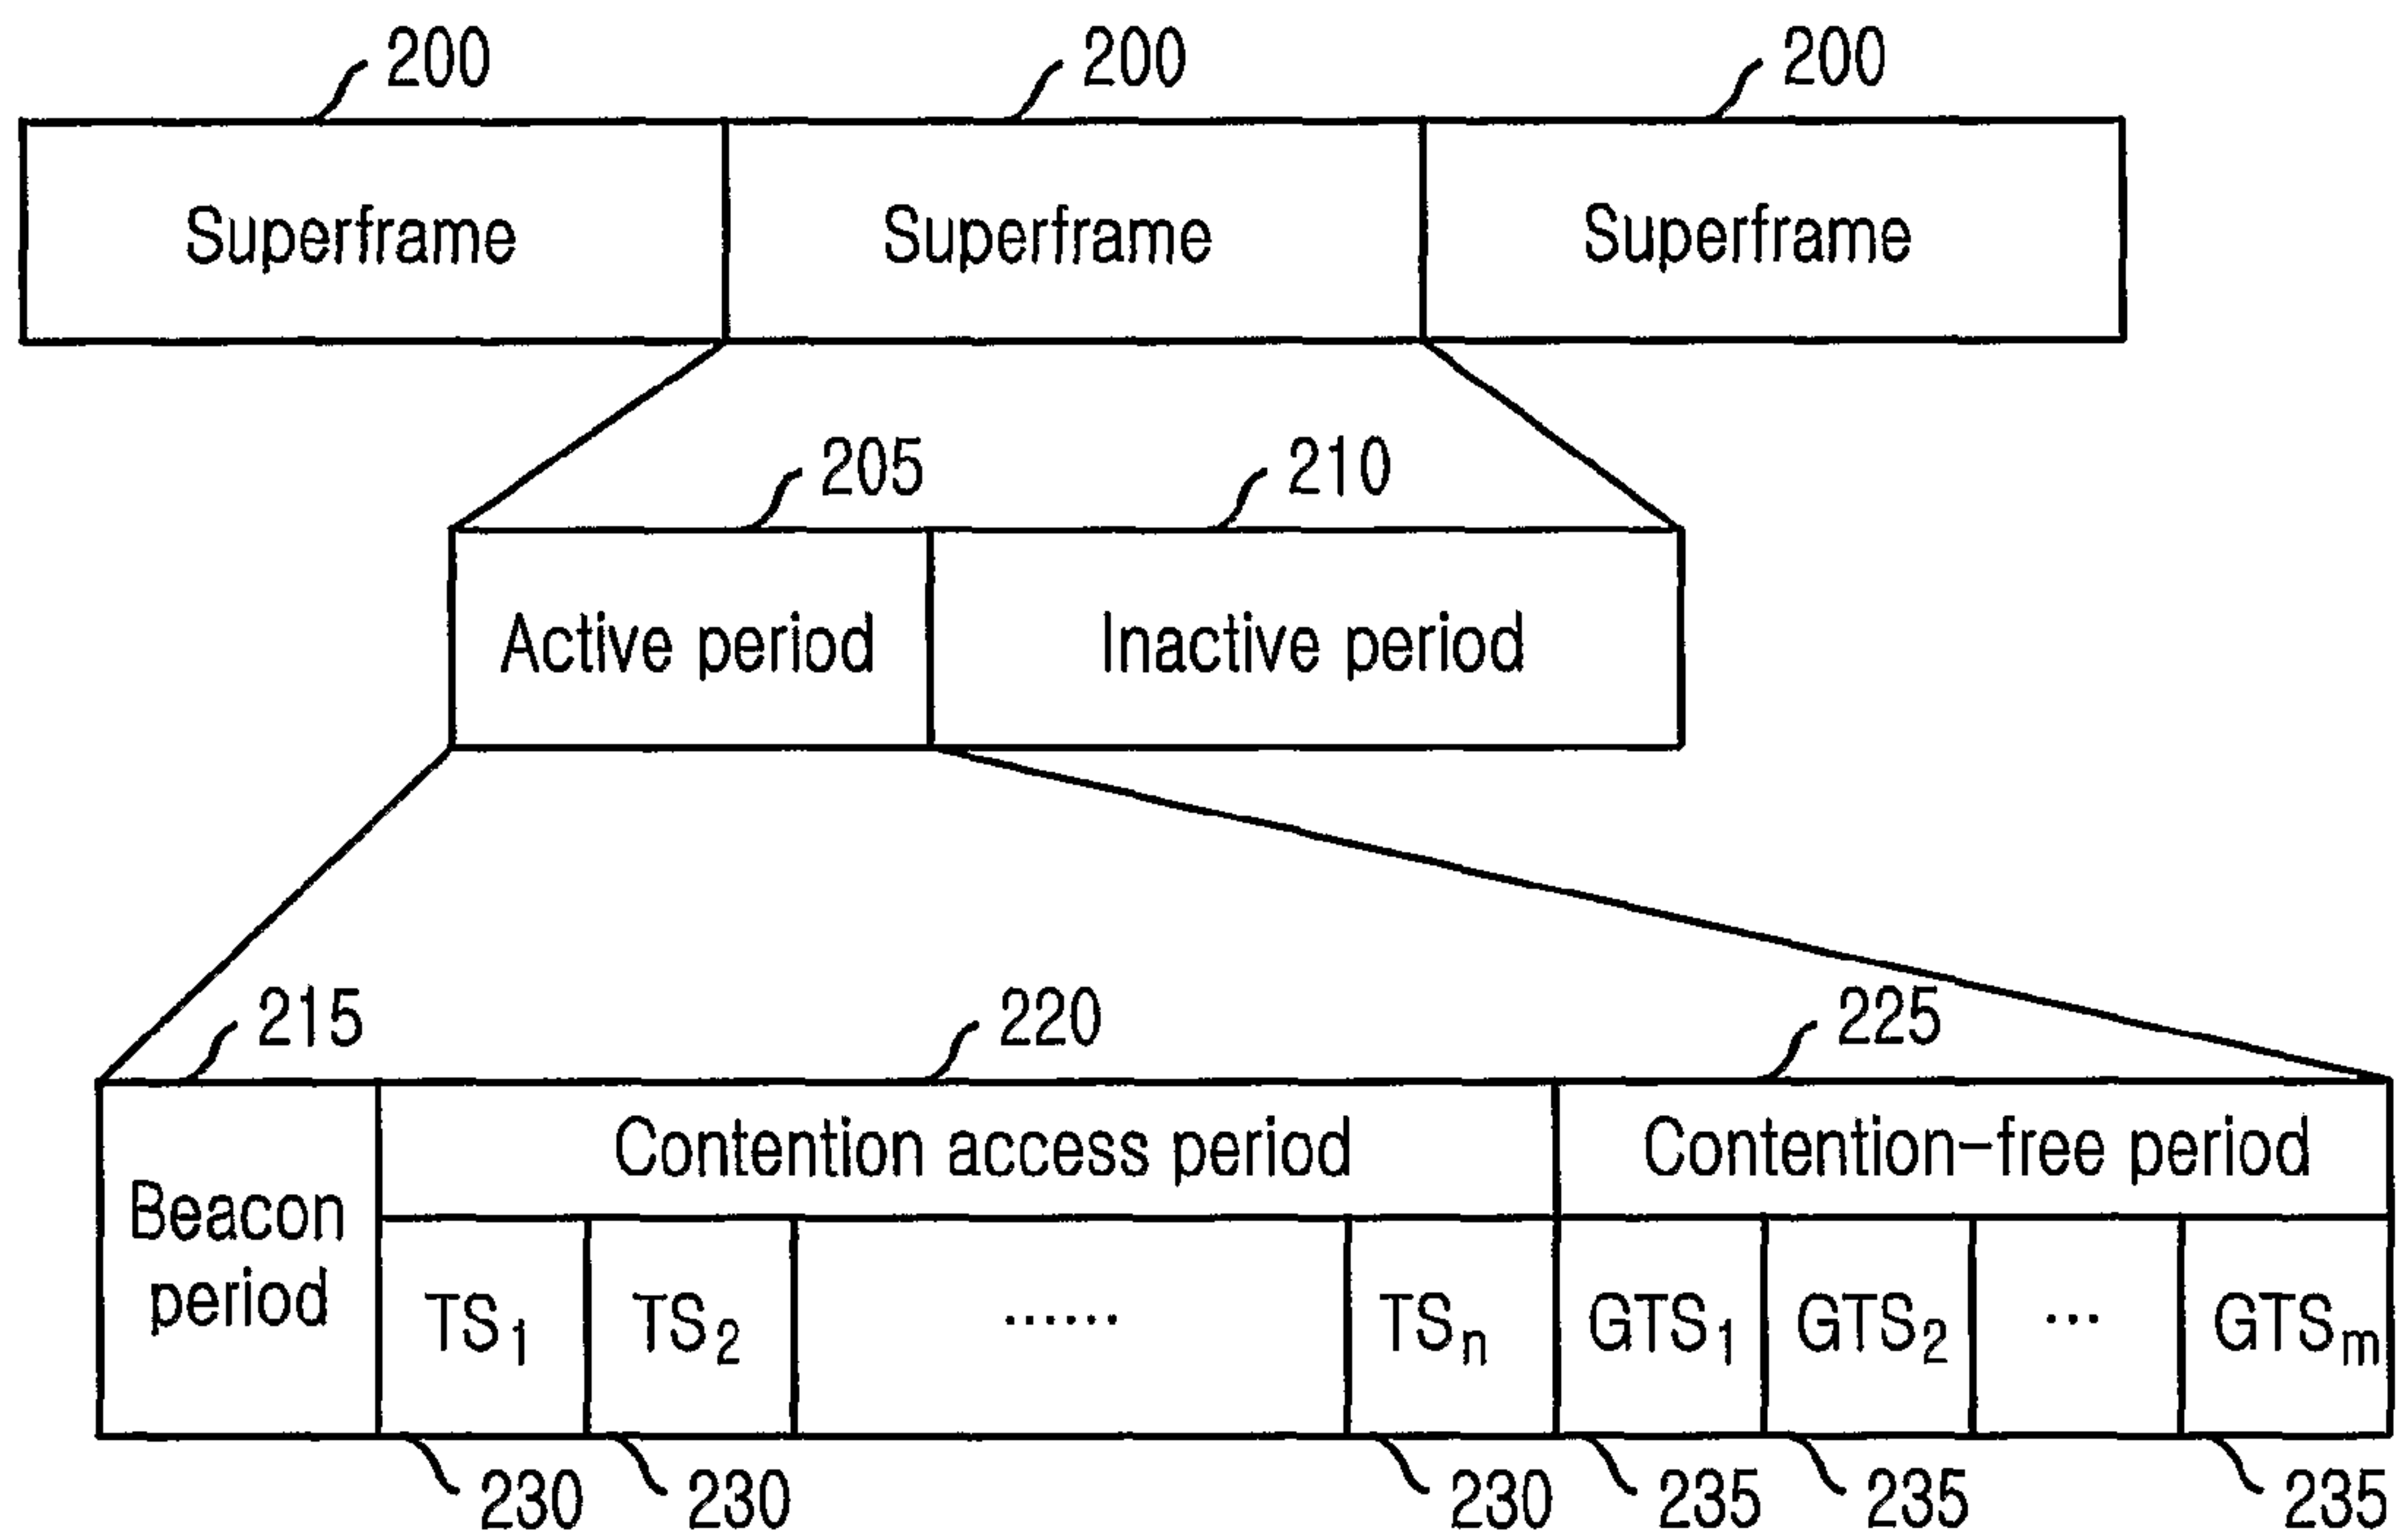 200 200 200
Superframe Superframe Superframe
205 210
Active period Inactive period
215 220 225
Contention access period Contention-free period
Beacon
period
TS1 TS2 ...... TSn GTS1 GTS2 ... GTSm
230 230 230 235 235 235